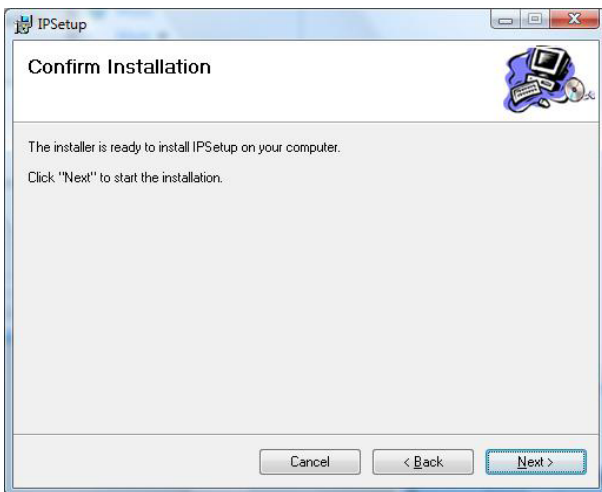 IPSetup
Confirm Installation
The installer is ready to install IPSetup on your computer.
Click "Next" to start the installation.
Cancel
< Back
Next >